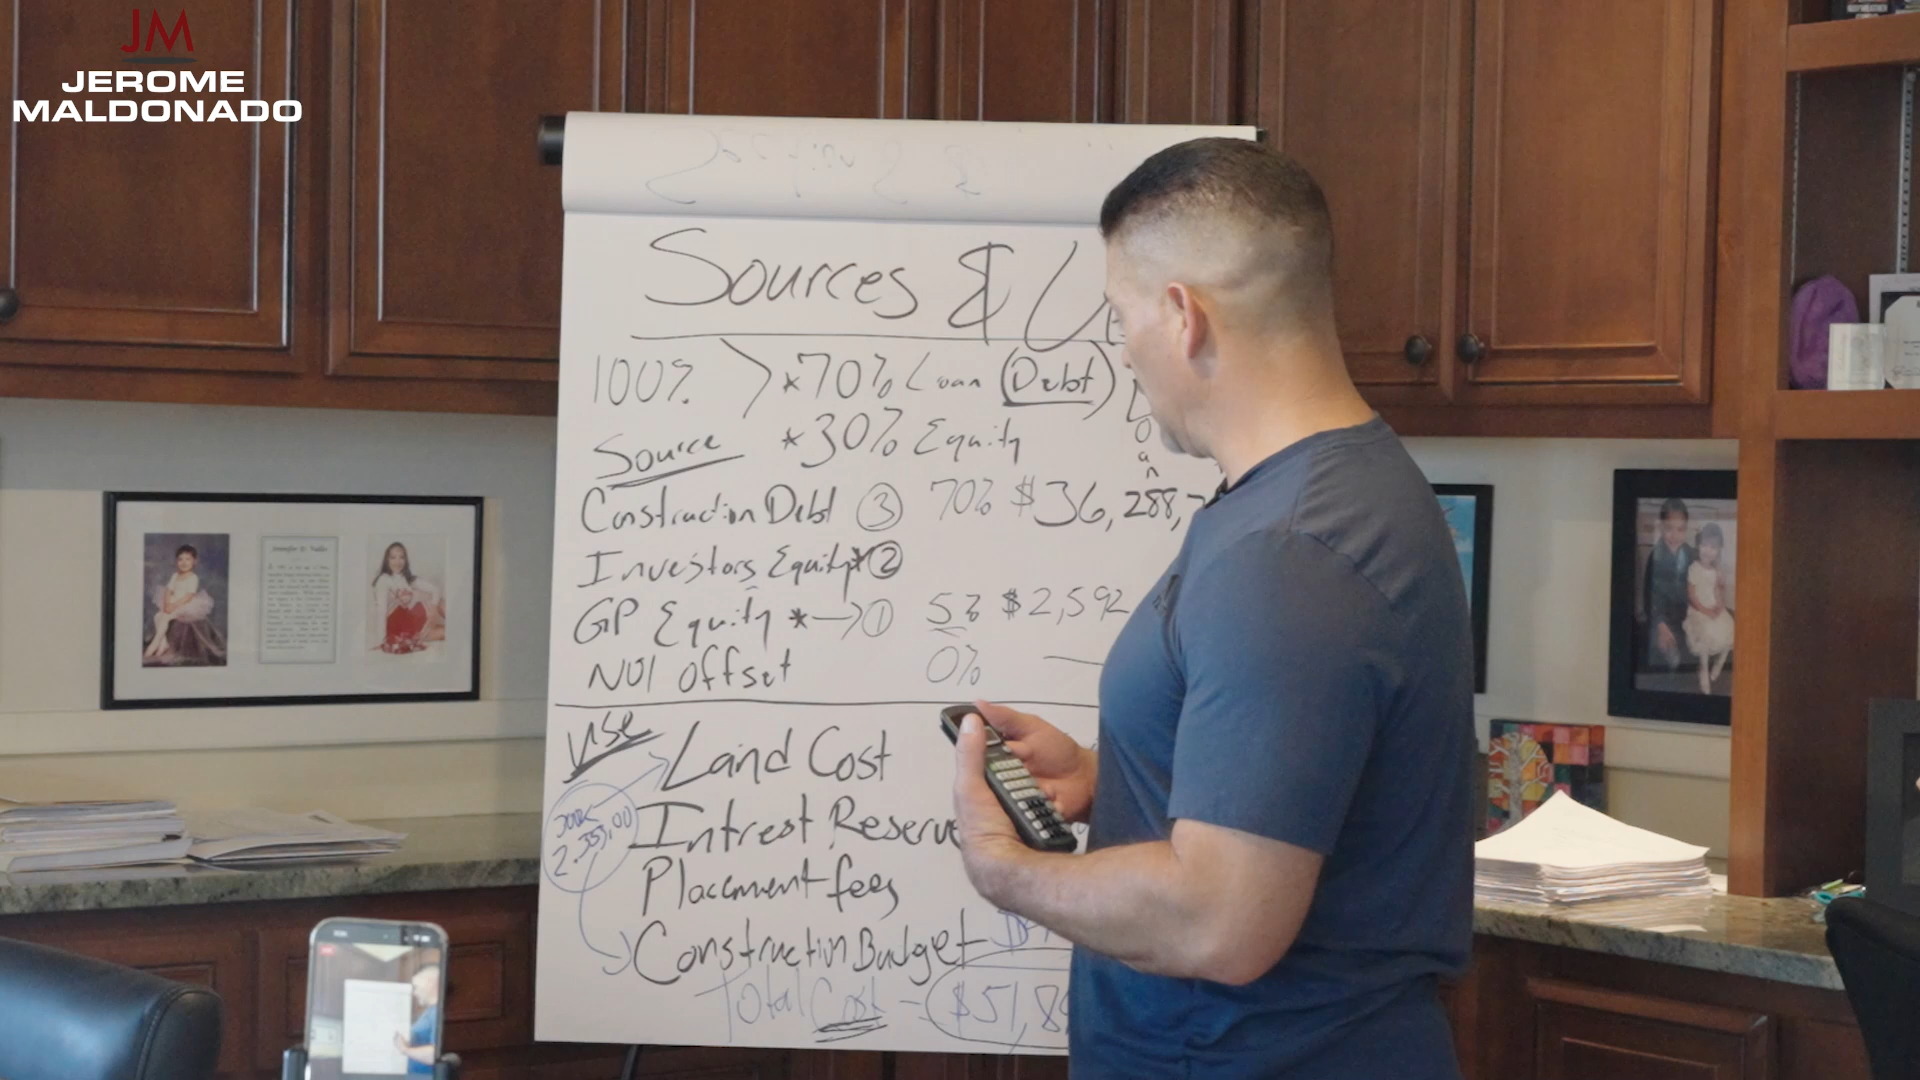 JM
JEROME
MALDONADO
Sources & U
100% > *70% Loan (Debt)
Source *30% Equity
Loan
Construction Debt ③ 70% $36,288,
Investors Equity * ②
GP Equity * → ① 5% $2,592
NOI Offset 0% —
USE
Land Cost
Intrest Reserve
Placement fees
Construction Budget
Total Cost = $51,8